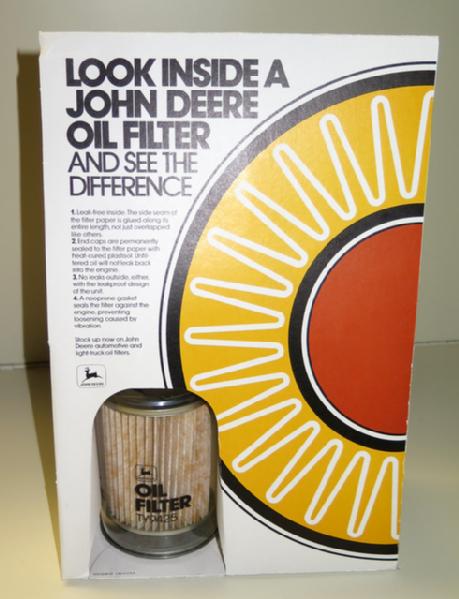 LOOK INSIDE A
JOHN DEERE
OIL FILTER
AND SEE THE
DIFFERENCE
1. Leak-free inside. The side seam of
the filter paper is glued along its
entire length, not just overlapped
like others.
2. End caps are permanently
sealed to the filter paper with
heat-cured plastisol. Unfil-
tered oil will not leak back
into the engine.
3. No leaks outside, either,
with the leakproof design
of the unit.
4. A neoprene gasket
seals the filter against the
engine, preventing
loosening caused by
vibration.
Stock up now on John
Deere automotive and
light-truck oil filters.
JOHN DEERE
OIL
FILTER